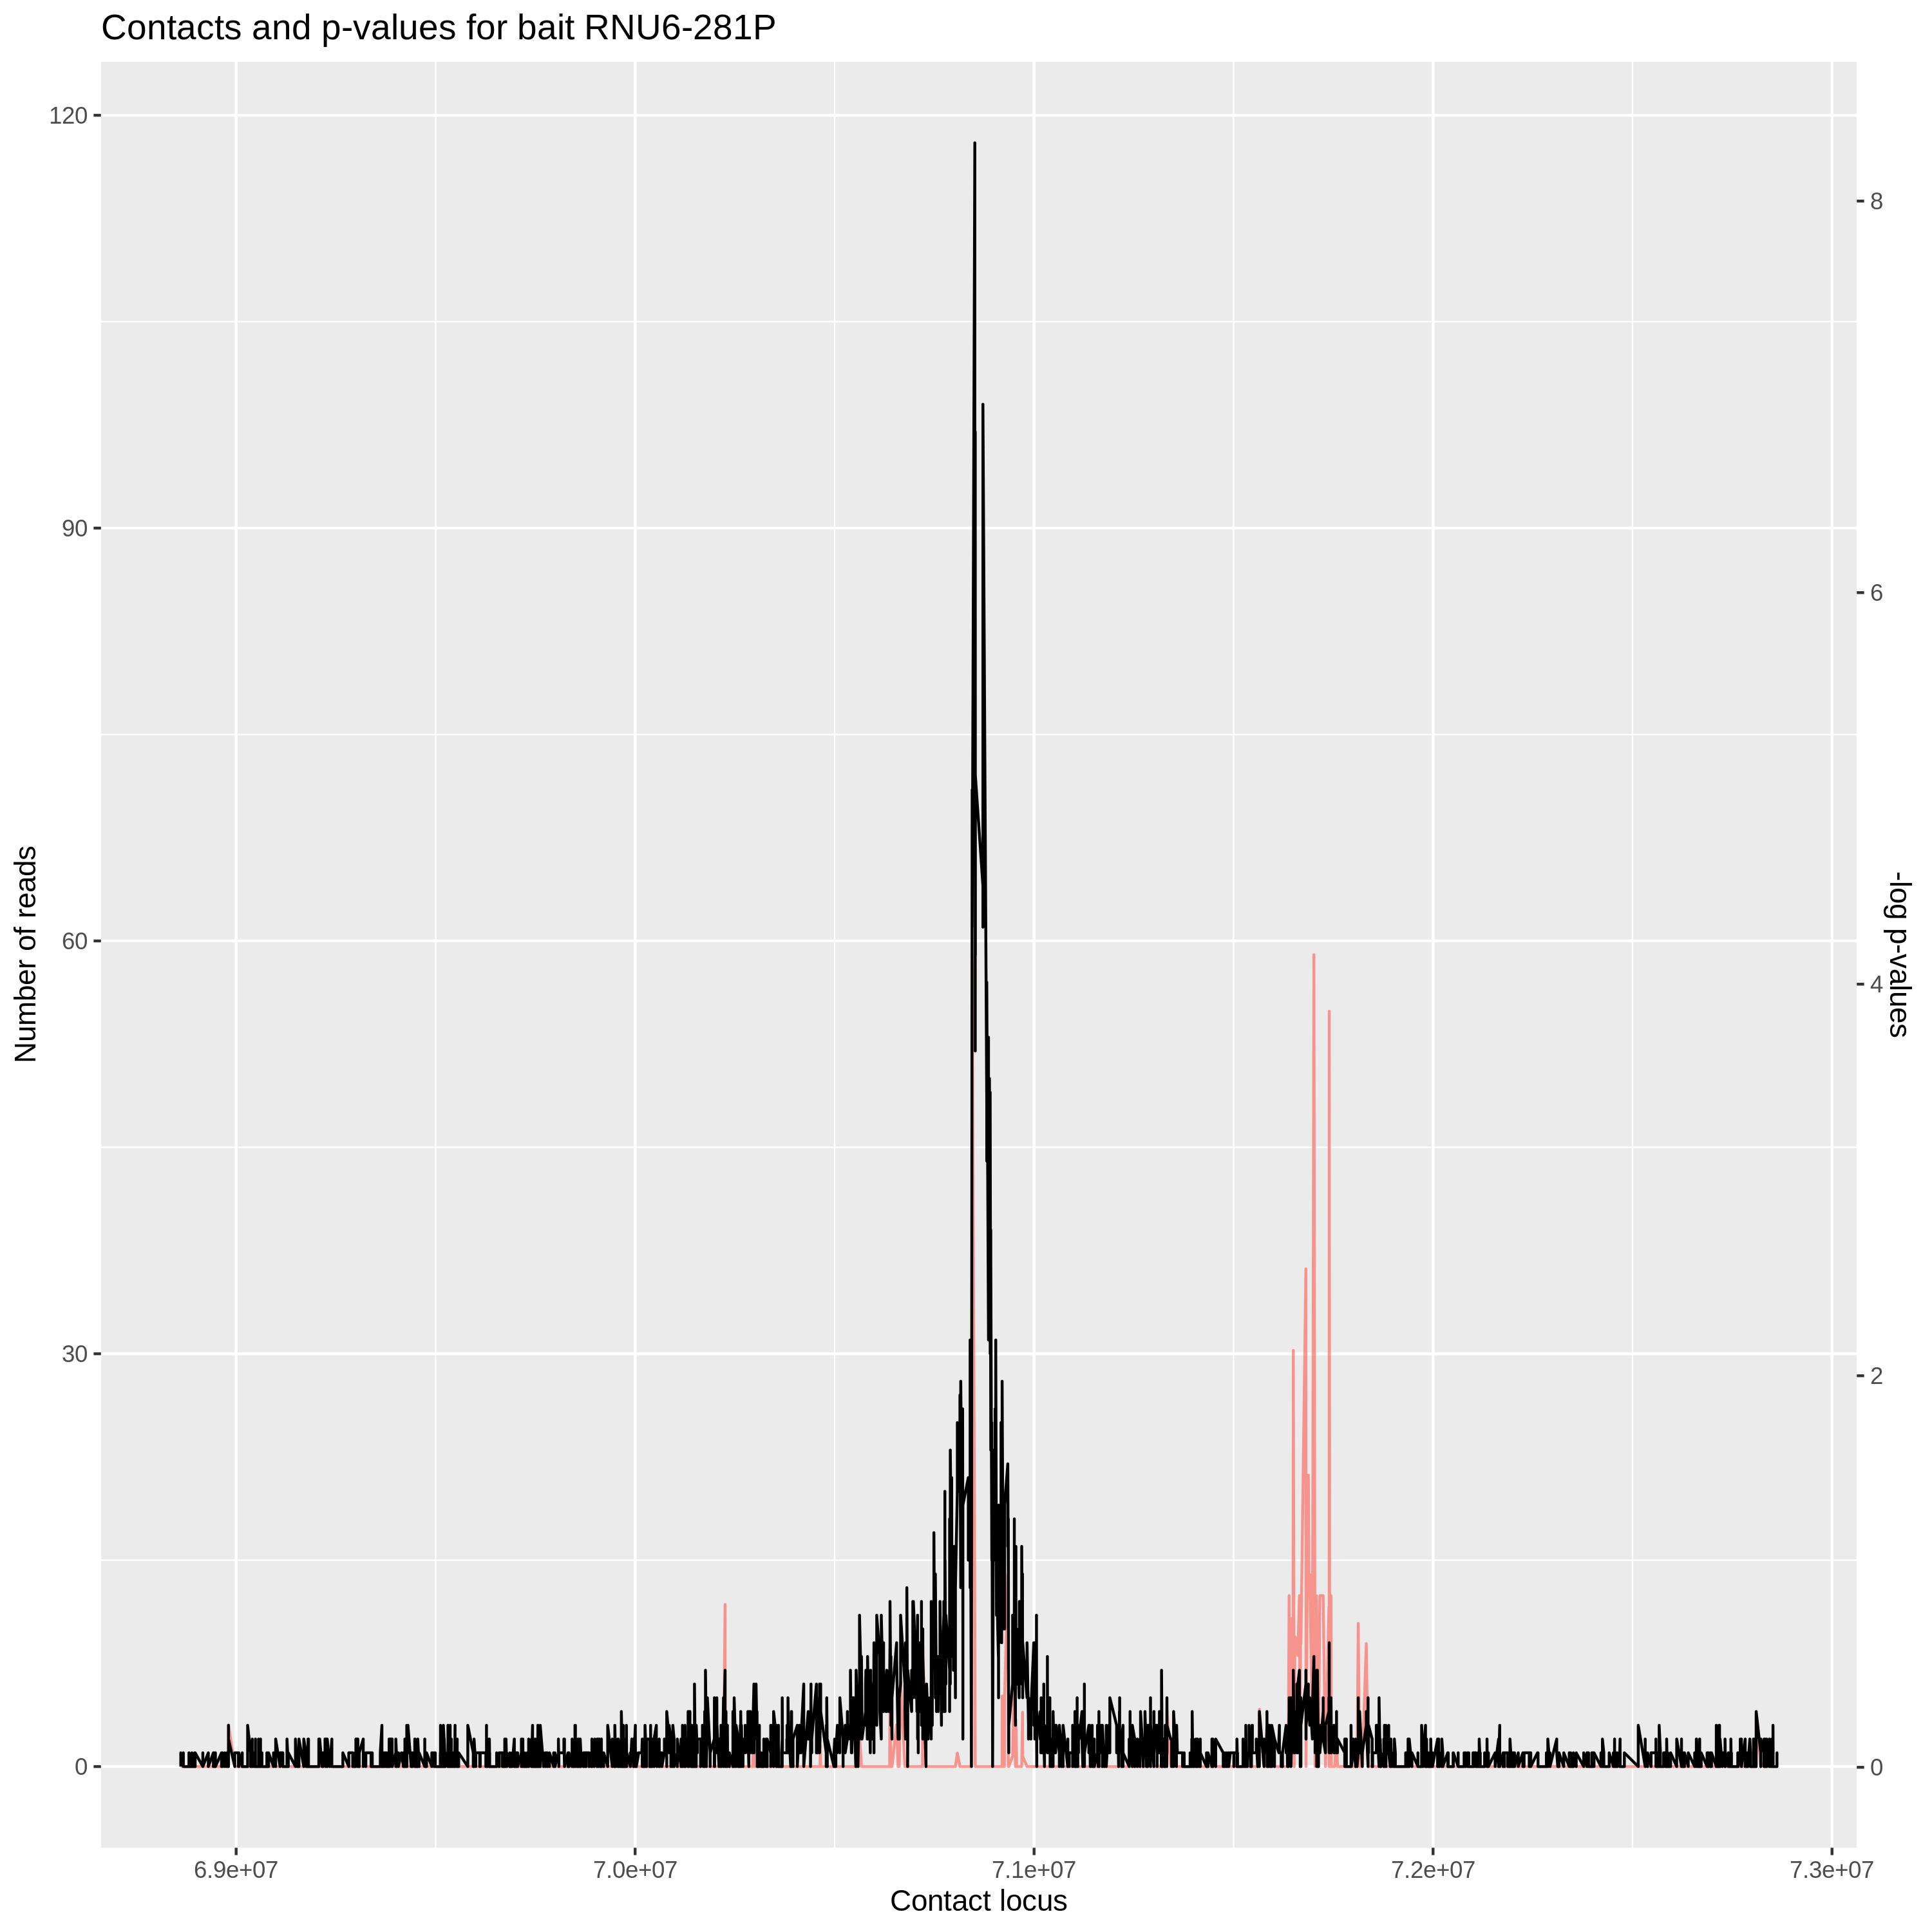 Contacts and p-values for bait RNU6-281P
120
90
60
30
0
Number of reads
8
6
4
2
0
-log p-values
6.9e+07
7.0e+07
7.1e+07
7.2e+07
7.3e+07
Contact locus